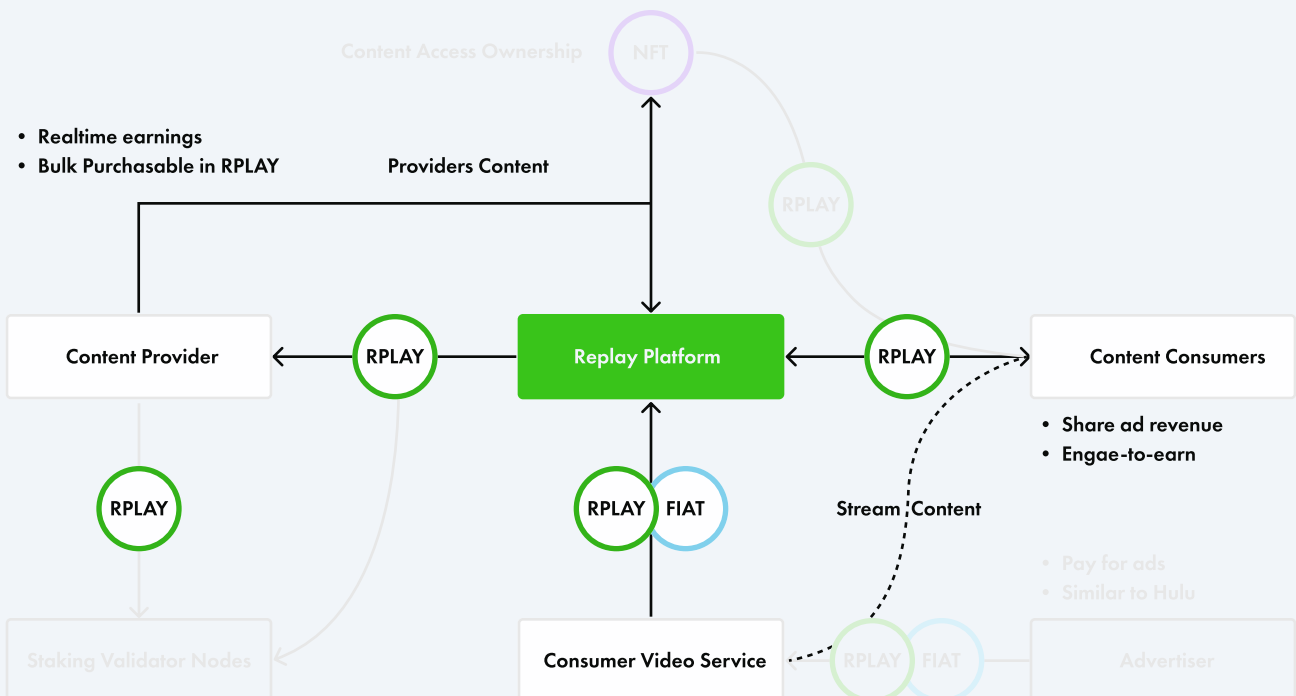 Content Access Ownership
NFT
• Realtime earnings
• Bulk Purchasable in RPLAY
Providers Content
RPLAY
Content Provider
RPLAY
Replay Platform
RPLAY
Content Consumers
• Share ad revenue
• Engae-to-earn
RPLAY
RPLAY
FIAT
Stream Content
• Pay for ads
• Similar to Hulu
Staking Validator Nodes
Consumer Video Service
RPLAY
FIAT
Advertiser